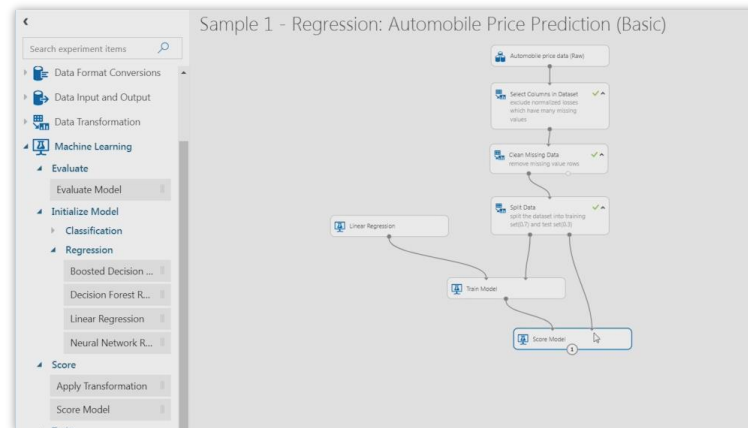 Sample 1 - Regression: Automobile Price Prediction (Basic)
Search experiment items
Data Format Conversions
Data Input and Output
Data Transformation
Machine Learning
Evaluate
Evaluate Model
Initialize Model
Classification
Regression
Boosted Decision ...
Decision Forest R...
Linear Regression
Neural Network R...
Score
Apply Transformation
Score Model
Automobile price data (Raw)
Select Columns in Dataset
exclude normalized losses
which have many missing
values
Clean Missing Data
remove missing value rows
Split Data
split the dataset into training
set(0.7) and test set(0.3)
Linear Regression
Train Model
Score Model
1